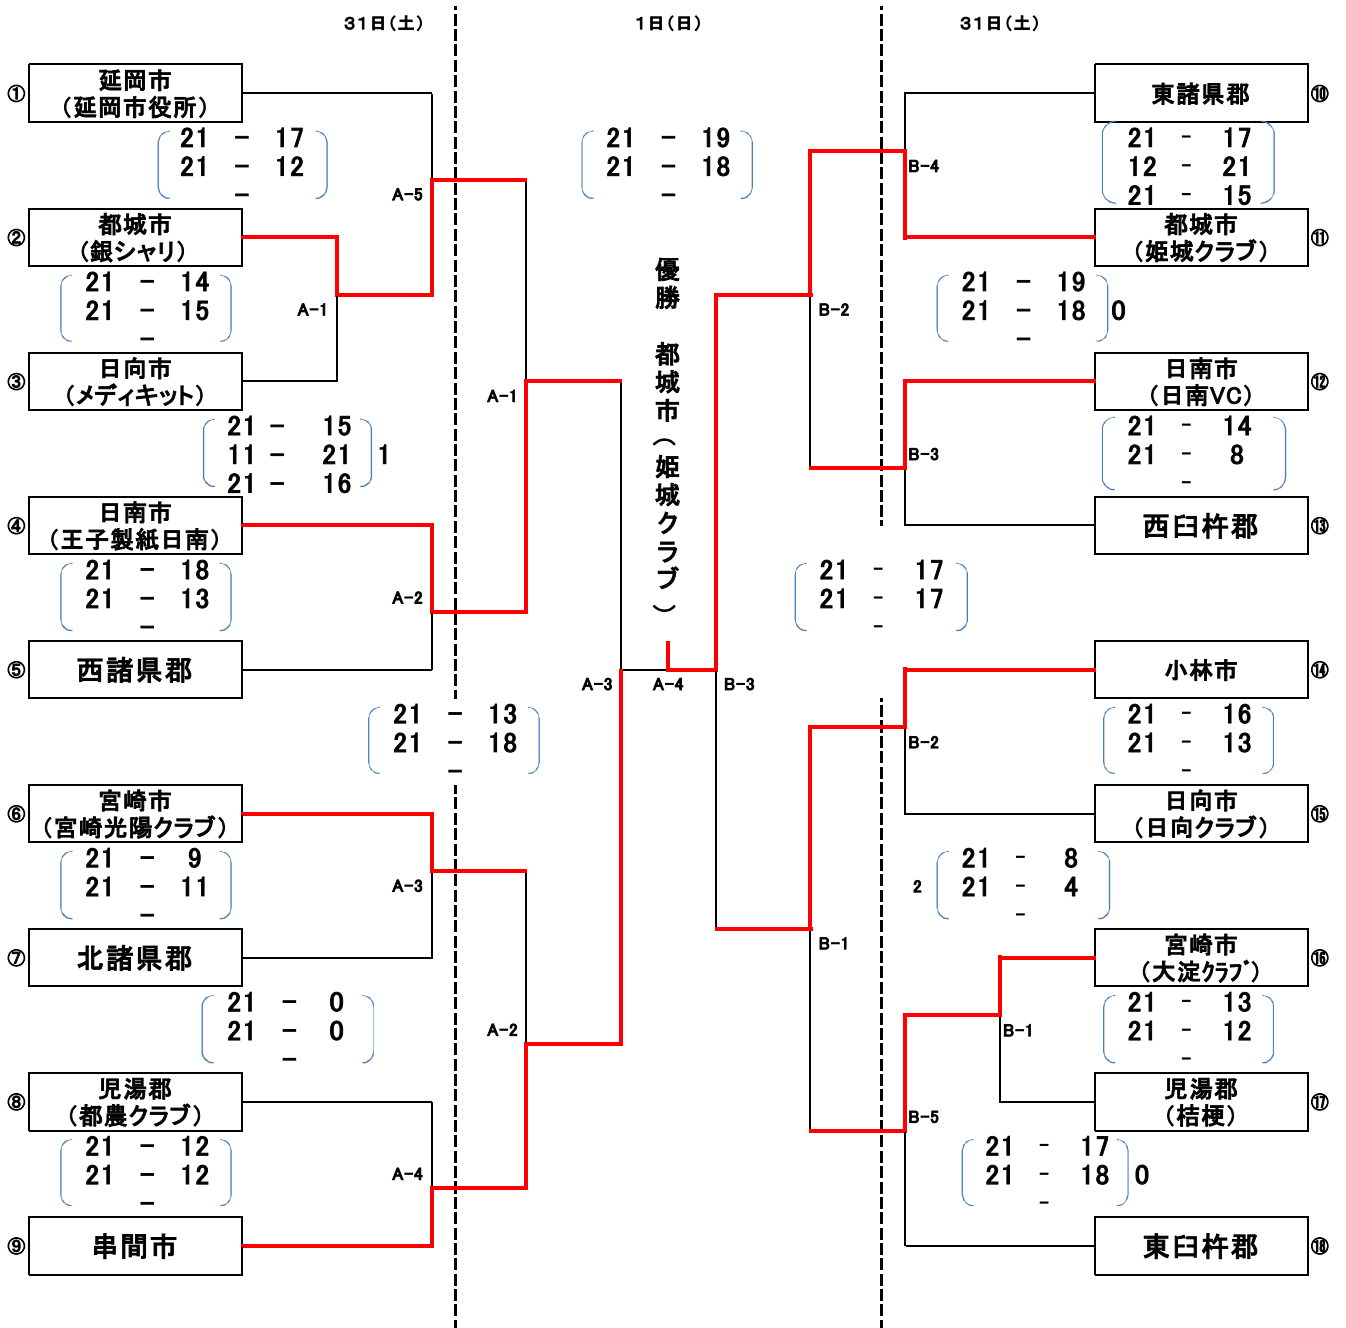 31日(土)
1日(日)
31日(土)
① 延岡市
(延岡市役所)
21 - 17
21 - 12
-
A-5
② 都城市
(銀シャリ)
21 - 14
21 - 15
-
A-1
③ 日向市
(メディキット)
21 - 15
11 - 21 1
21 - 16
A-1
④ 日南市
(王子製紙日南)
21 - 18
21 - 13
-
A-2
⑤ 西諸県郡
21 - 13
21 - 18
-
⑥ 宮崎市
(宮崎光陽クラブ)
21 - 9
21 - 11
-
A-3
⑦ 北諸県郡
21 - 0
21 - 0
-
A-2
⑧ 児湯郡
(都農クラブ)
21 - 12
21 - 12
-
A-4
⑨ 串間市
21 - 19
21 - 18
-
優勝 都城市(姫城クラブ)
A-3
A-4
B-3
東諸県郡 ⑩
21 - 17
12 - 21
21 - 15
B-4
都城市 ⑪
(姫城クラブ)
21 - 19
21 - 18 0
-
B-2
日南市 ⑫
(日南VC)
21 - 14
21 - 8
-
B-3
西臼杵郡 ⑬
21 - 17
21 - 17
-
小林市 ⑭
21 - 16
21 - 13
-
B-2
日向市 ⑮
(日向クラブ)
21 - 8
2 21 - 4
-
B-1
宮崎市 ⑯
(大淀ｸﾗﾌﾞ)
21 - 13
21 - 12
-
B-1
児湯郡 ⑰
(桔梗)
B-5
21 - 17
21 - 18 0
-
東臼杵郡 ⑱